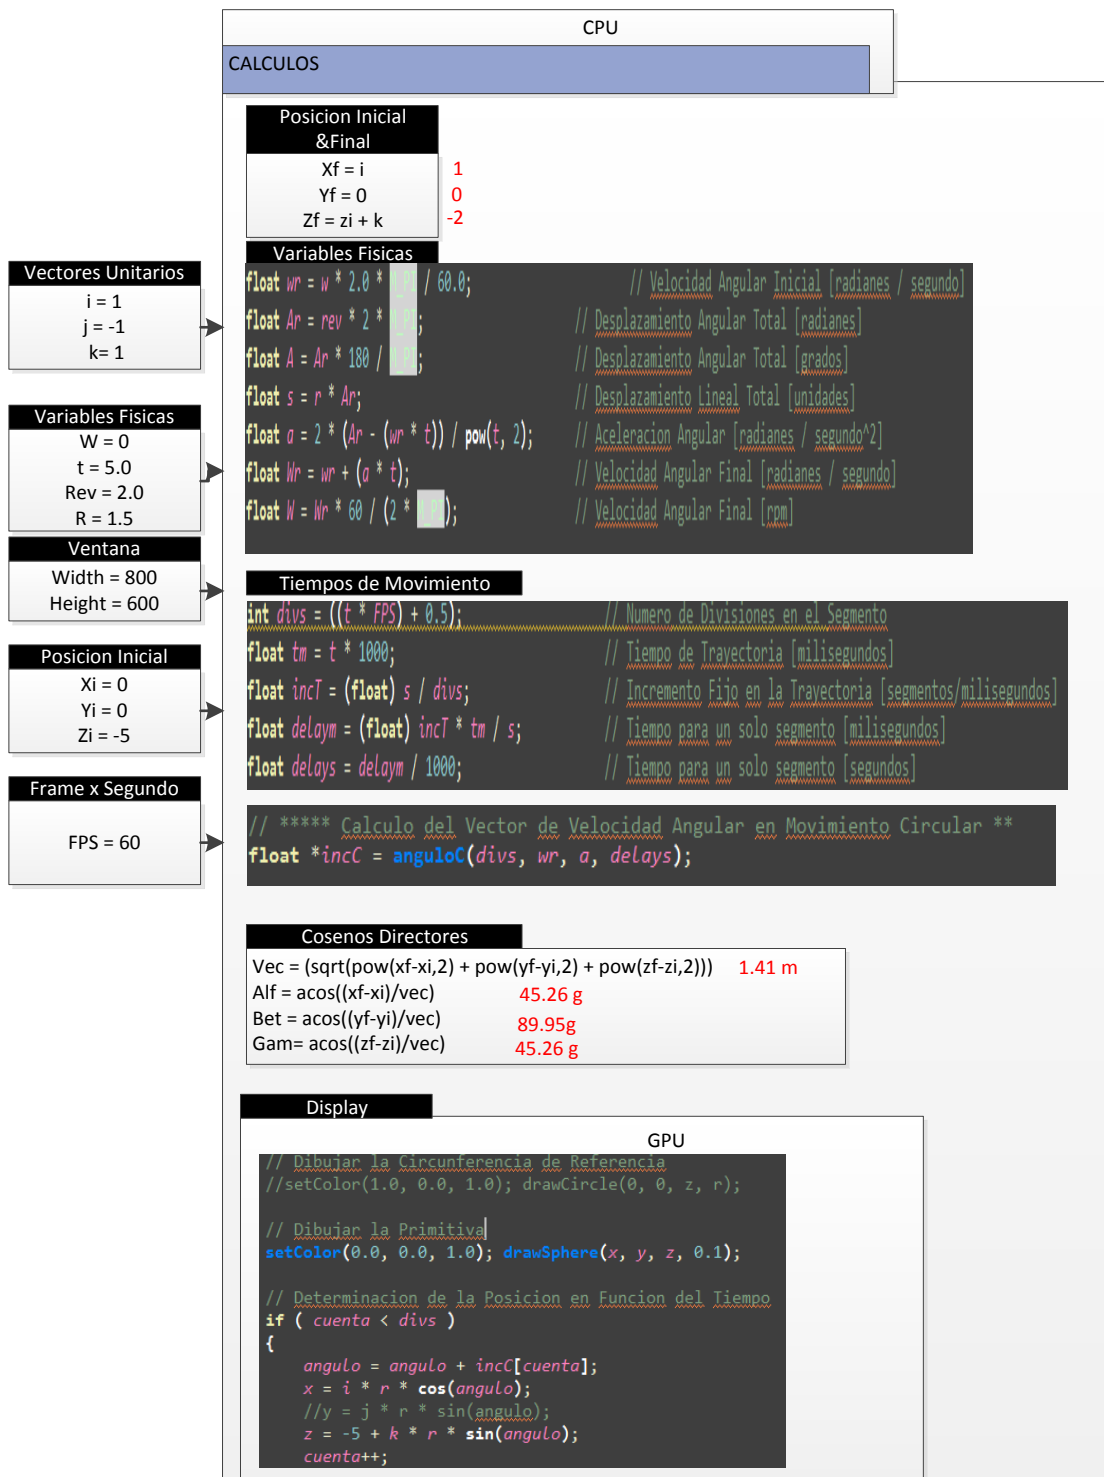 CPU
CALCULOS
Posicion Inicial
&Final
Xf = i
Yf = 0
Zf = zi + k
1
0
-2
Vectores Unitarios
i = 1
j = -1
k= 1
Variables Fisicas
W = 0
t = 5.0
Rev = 2.0
R = 1.5
Ventana
Width = 800
Height = 600
Posicion Inicial
Xi = 0
Yi = 0
Zi = -5
Frame x Segundo
FPS = 60
Variables Fisicas
float wr = w * 2.0 * M_PI / 60.0; // Velocidad Angular Inicial [radianes / segundo]
float Ar = rev * 2 * M_PI; // Desplazamiento Angular Total [radianes]
float A = Ar * 180 / M_PI; // Desplazamiento Angular Total [grados]
float s = r * Ar; // Desplazamiento Lineal Total [unidades]
float a = 2 * (Ar - (wr * t)) / pow(t, 2); // Aceleracion Angular [radianes / segundo^2]
float Wr = wr + (a * t); // Velocidad Angular Final [radianes / segundo]
float W = Wr * 60 / (2 * M_PI); // Velocidad Angular Final [rpm]
Tiempos de Movimiento
int divs = ((t * FPS) + 0.5); // Numero de Divisiones en el Segmento
float tm = t * 1000; // Tiempo de Trayectoria [milisegundos]
float incT = (float) s / divs; // Incremento Fijo en la Trayectoria [segmentos/milisegundos]
float delaym = (float) incT * tm / s; // Tiempo para un solo segmento [milisegundos]
float delays = delaym / 1000; // Tiempo para un solo segmento [segundos]
// ***** Calculo del Vector de Velocidad Angular en Movimiento Circular **
float *incC = anguloC(divs, wr, a, delays);
Cosenos Directores
Vec = (sqrt(pow(xf-xi,2) + pow(yf-yi,2) + pow(zf-zi,2))) 1.41 m
Alf = acos((xf-xi)/vec) 45.26 g
Bet = acos((yf-yi)/vec) 89.95g
Gam= acos((zf-zi)/vec) 45.26 g
Display
GPU
// Dibujar la Circunferencia de Referencia
//setColor(1.0, 0.0, 1.0); drawCircle(0, 0, z, r);
// Dibujar la Primitiva
setColor(0.0, 0.0, 1.0); drawSphere(x, y, z, 0.1);
// Determinacion de la Posicion en Funcion del Tiempo
if ( cuenta < divs )
{
angulo = angulo + incC[cuenta];
x = i * r * cos(angulo);
//y = j * r * sin(angulo);
z = -5 + k * r * sin(angulo);
cuenta++;